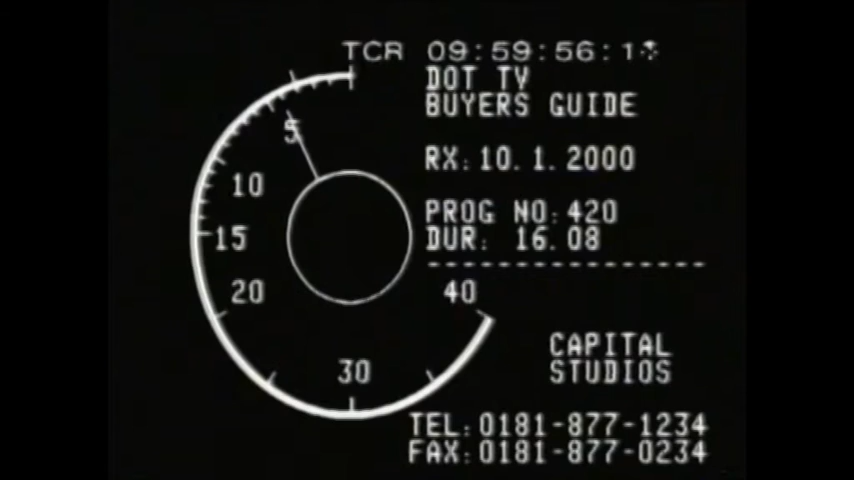 TCR 09:59:56:1
DOT TV
BUYERS GUIDE
RX: 10.1.2000
PROG NO: 420
DUR: 16.08
5
10
15
20
30
40
CAPITAL
STUDIOS
TEL: 0181-877-1234
FAX: 0181-877-0234